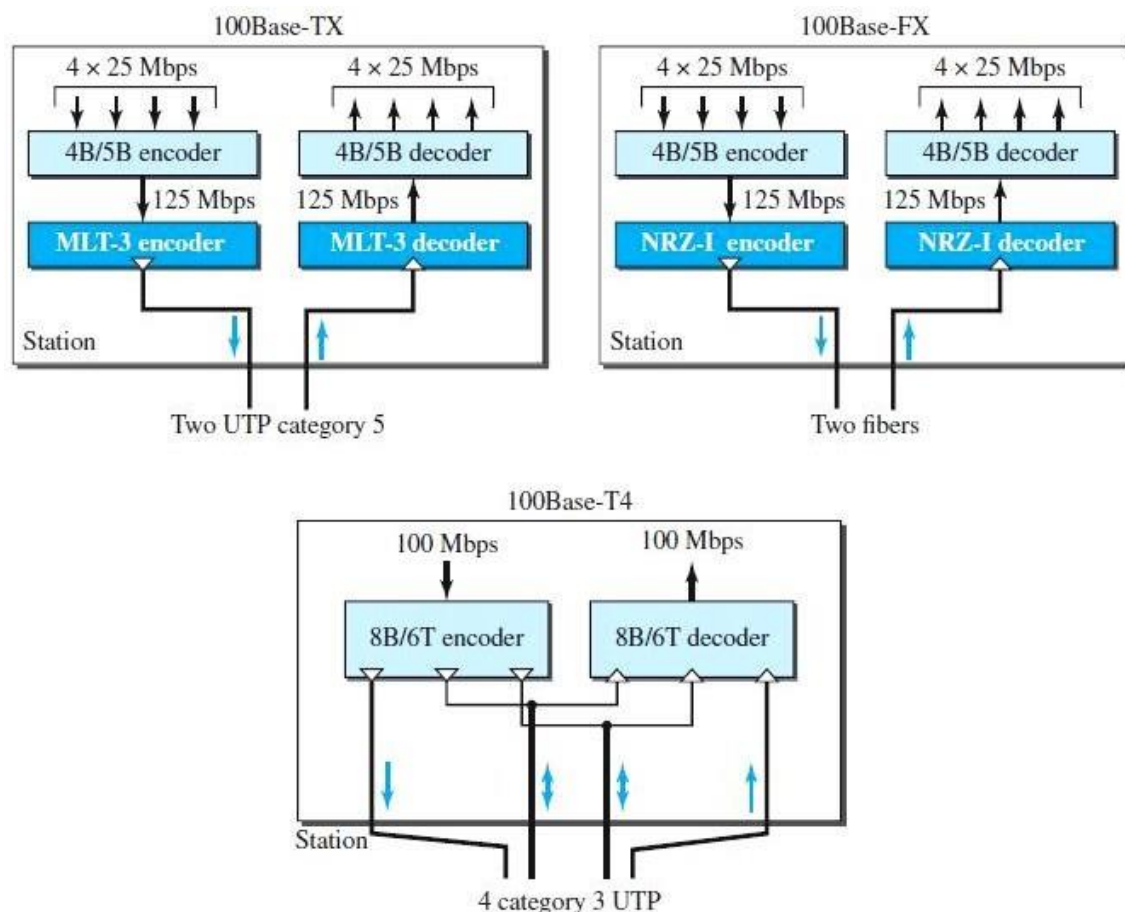 100Base-TX
4 × 25 Mbps
4 × 25 Mbps
4B/5B encoder
4B/5B decoder
125 Mbps
125 Mbps
MLT-3 encoder
MLT-3 decoder
Station
Two UTP category 5
100Base-FX
4 × 25 Mbps
4 × 25 Mbps
4B/5B encoder
4B/5B decoder
125 Mbps
125 Mbps
NRZ-I encoder
NRZ-I decoder
Station
Two fibers
100Base-T4
100 Mbps
100 Mbps
8B/6T encoder
8B/6T decoder
Station
4 category 3 UTP